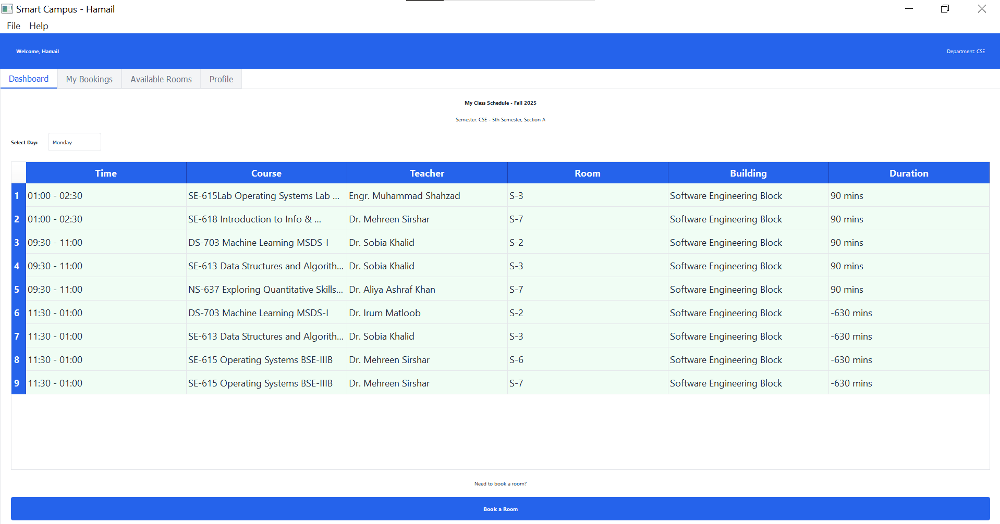 Smart Campus - Hamail
File Help
Welcome, Hamail
Department: CSE
Dashboard My Bookings Available Rooms Profile
My Class Schedule - Fall 2025
Semester: CSE - 5th Semester, Section A
Select Day: Monday
Time Course Teacher Room Building Duration
1 01:00 - 02:30 SE-615Lab Operating Systems Lab ... Engr. Muhammad Shahzad S-3 Software Engineering Block 90 mins
2 01:00 - 02:30 SE-618 Introduction to Info & ... Dr. Mehreen Sirshar S-7 Software Engineering Block 90 mins
3 09:30 - 11:00 DS-703 Machine Learning MSDS-I Dr. Sobia Khalid S-2 Software Engineering Block 90 mins
4 09:30 - 11:00 SE-613 Data Structures and Algorith... Dr. Sobia Khalid S-3 Software Engineering Block 90 mins
5 09:30 - 11:00 NS-637 Exploring Quantitative Skills... Dr. Aliya Ashraf Khan S-7 Software Engineering Block 90 mins
6 11:30 - 01:00 DS-703 Machine Learning MSDS-I Dr. Irum Matloob S-2 Software Engineering Block -630 mins
7 11:30 - 01:00 SE-613 Data Structures and Algorith... Dr. Sobia Khalid S-3 Software Engineering Block -630 mins
8 11:30 - 01:00 SE-615 Operating Systems BSE-IIIB Dr. Mehreen Sirshar S-6 Software Engineering Block -630 mins
9 11:30 - 01:00 SE-615 Operating Systems BSE-IIIB Dr. Mehreen Sirshar S-7 Software Engineering Block -630 mins
Need to book a room?
Book a Room